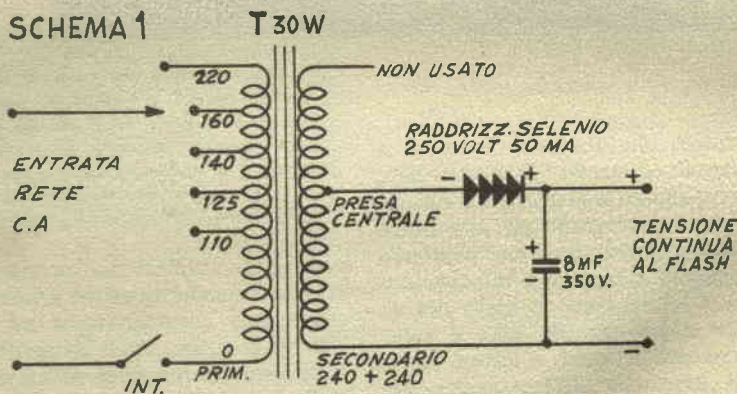 SCHEMA 1
T 30 W
220
160
140
125
110
0
PRIM.
ENTRATA
RETE
C.A
INT.
NON USATO
RADDRIZZ. SELENIO
250 VOLT 50 MA
- +
PRESA
CENTRALE
+
8 MF
350 V.
-
+
TENSIONE
CONTINUA
AL FLASH
-
SECONDARIO
240 + 240